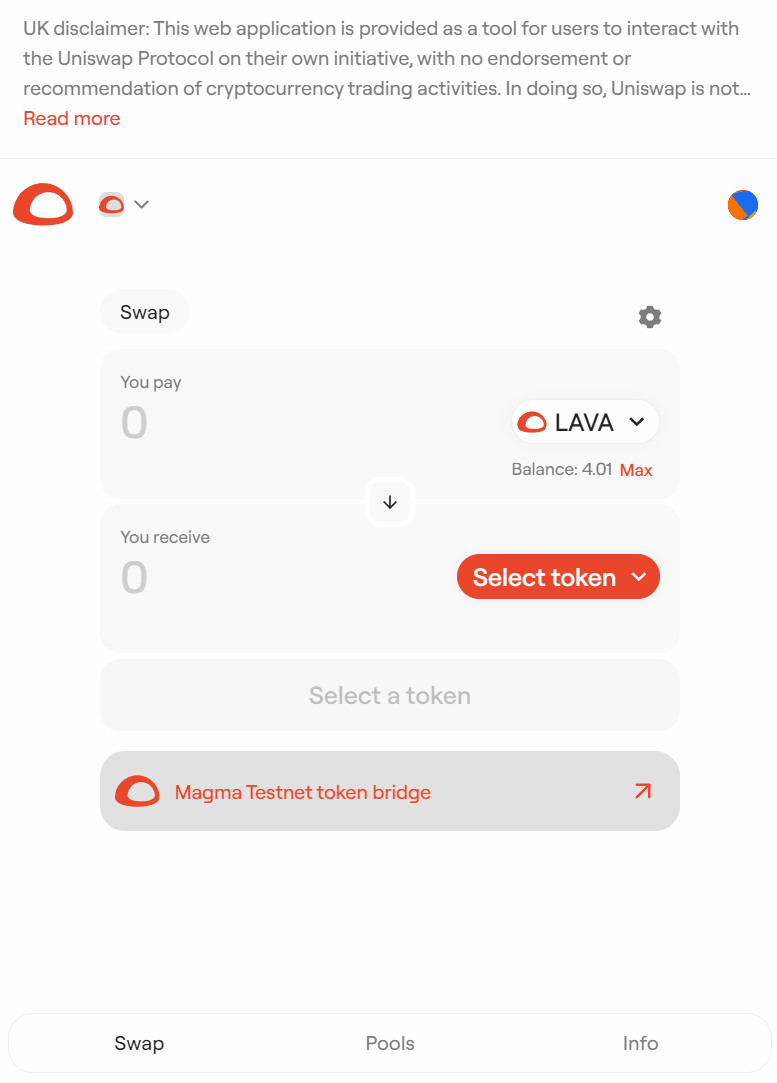 UK disclaimer: This web application is provided as a tool for users to interact with
the Uniswap Protocol on their own initiative, with no endorsement or
recommendation of cryptocurrency trading activities. In doing so, Uniswap is not...
Read more
Swap
You pay
0
LAVA
Balance: 4.01 Max
You receive
0
Select token
Select a token
Magma Testnet token bridge
Swap Pools Info